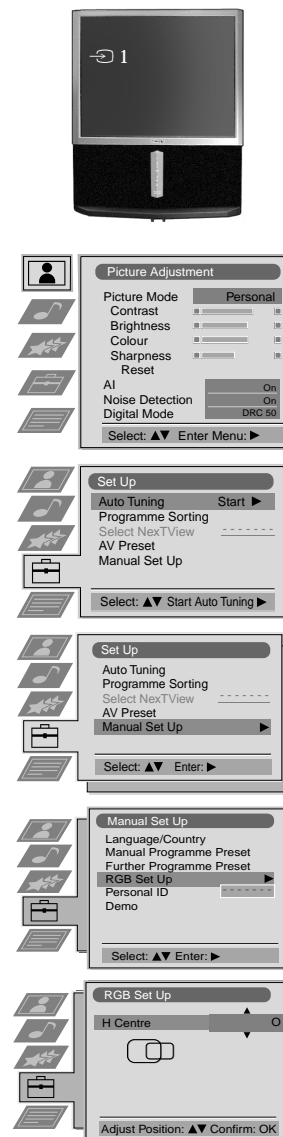 1
Picture Adjustment
Picture Mode Personal
Contrast
Brightness
Colour
Sharpness
Reset
AI On
Noise Detection On
Digital Mode DRC 50
Select: ▲▼ Enter Menu: ▶
Set Up
Auto Tuning Start ▶
Programme Sorting
Select NexTView - - - - - - -
AV Preset
Manual Set Up
Select: ▲▼ Start Auto Tuning ▶
Set Up
Auto Tuning
Programme Sorting
Select NexTView - - - - - - -
AV Preset
Manual Set Up ▶
Select: ▲▼ Enter: ▶
Manual Set Up
Language/Country
Manual Programme Preset
Further Programme Preset
RGB Set Up ▶
Personal ID - - - - - - -
Demo
Select: ▲▼ Enter: ▶
RGB Set Up
H Centre O
Adjust Position: ▲▼ Confirm: OK